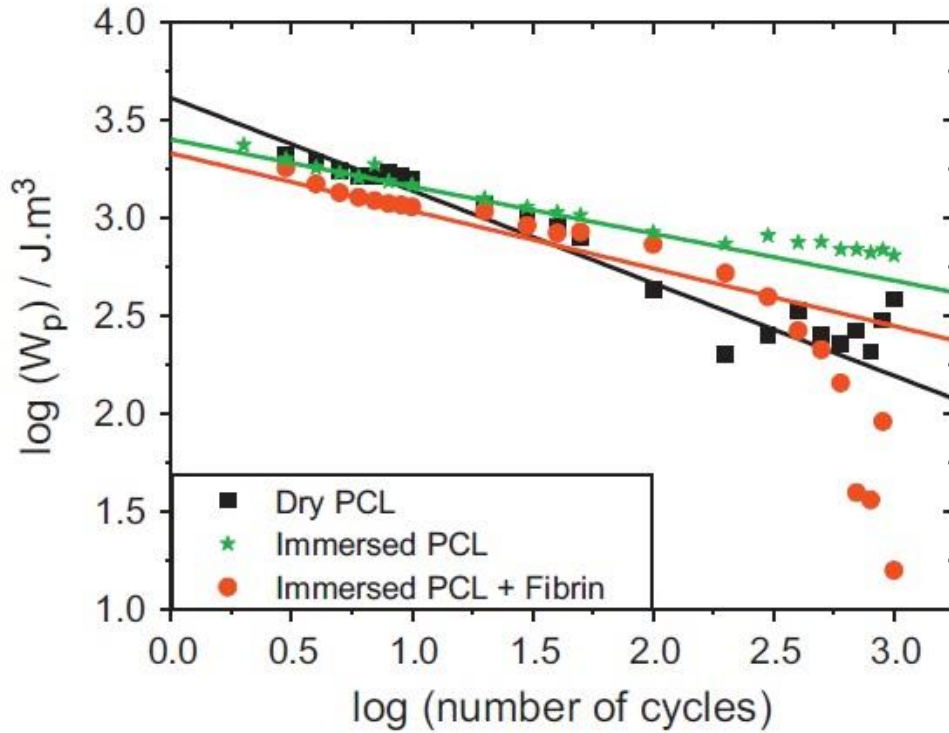 4.0
3.5
3.0
2.5
2.0
1.5
1.0
log (Wp) / J.m³
Dry PCL
Immersed PCL
Immersed PCL + Fibrin
0.0 0.5 1.0 1.5 2.0 2.5 3.0
log (number of cycles)